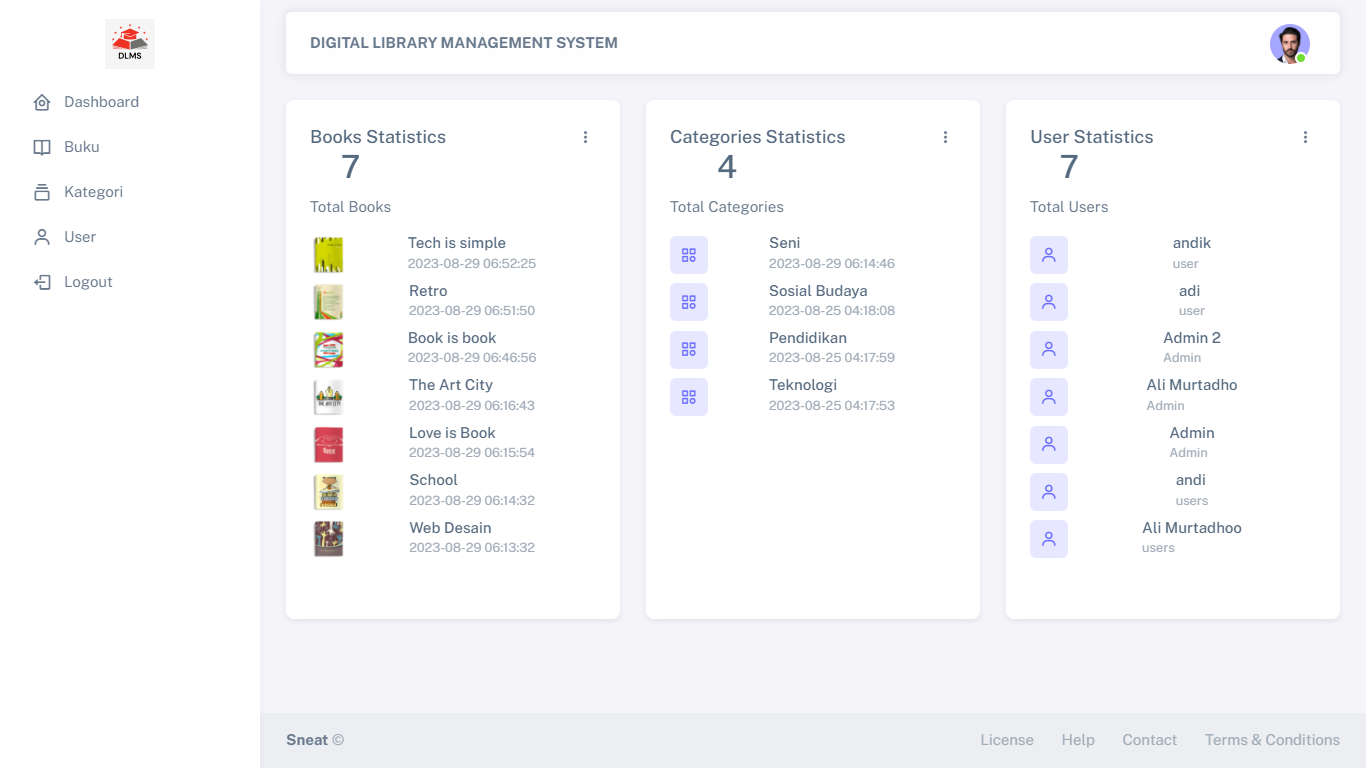 DLMS
Dashboard
Buku
Kategori
User
Logout
DIGITAL LIBRARY MANAGEMENT SYSTEM
Books Statistics
7
Total Books
Tech is simple
2023-08-29 06:52:25
Retro
2023-08-29 06:51:50
Book is book
2023-08-29 06:46:56
The Art City
2023-08-29 06:16:43
Love is Book
2023-08-29 06:15:54
School
2023-08-29 06:14:32
Web Desain
2023-08-29 06:13:32
Categories Statistics
4
Total Categories
Seni
2023-08-29 06:14:46
Sosial Budaya
2023-08-25 04:18:08
Pendidikan
2023-08-25 04:17:59
Teknologi
2023-08-25 04:17:53
User Statistics
7
Total Users
andik
user
adi
user
Admin 2
Admin
Ali Murtadho
Admin
Admin
Admin
andi
users
Ali Murtadhoo
users
Sneat ©
License Help Contact Terms & Conditions